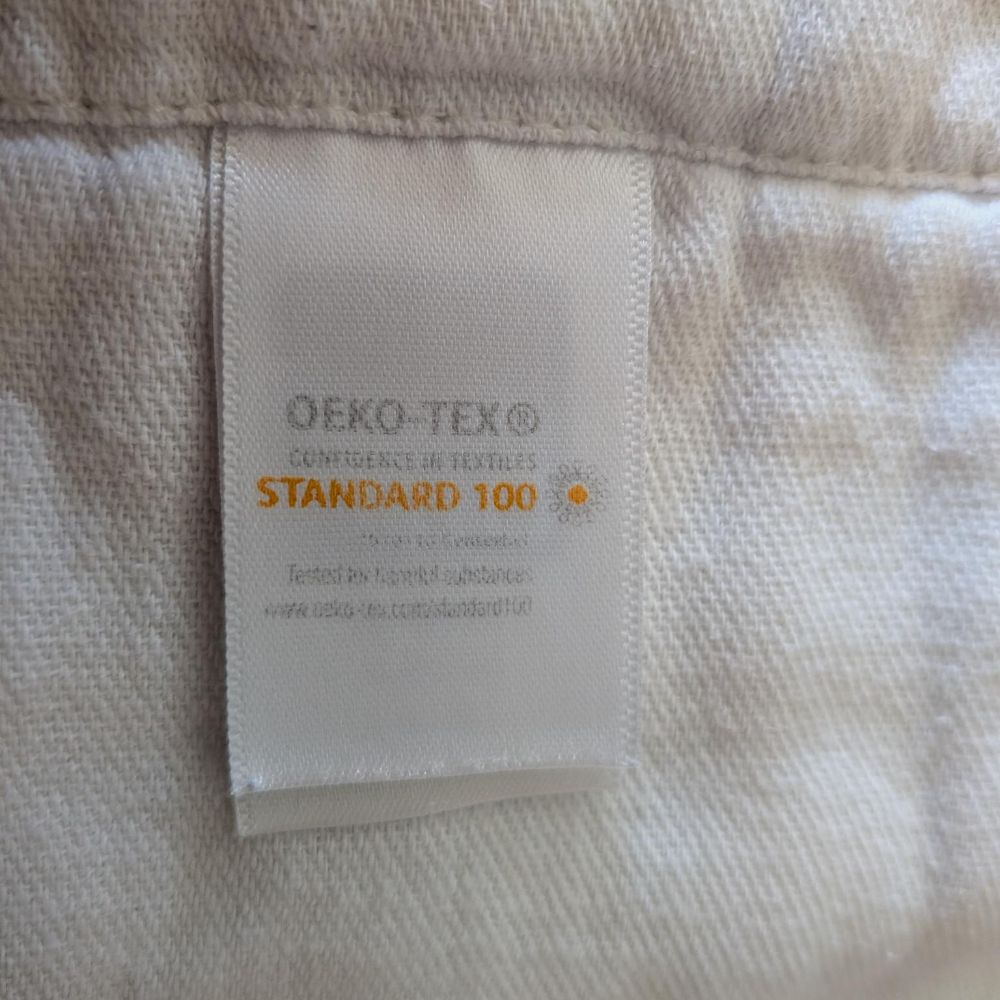 OEKO-TEX®
CONFIDENCE IN TEXTILES
STANDARD 100
Tested for harmful substances
www.oeko-tex.com/standard100